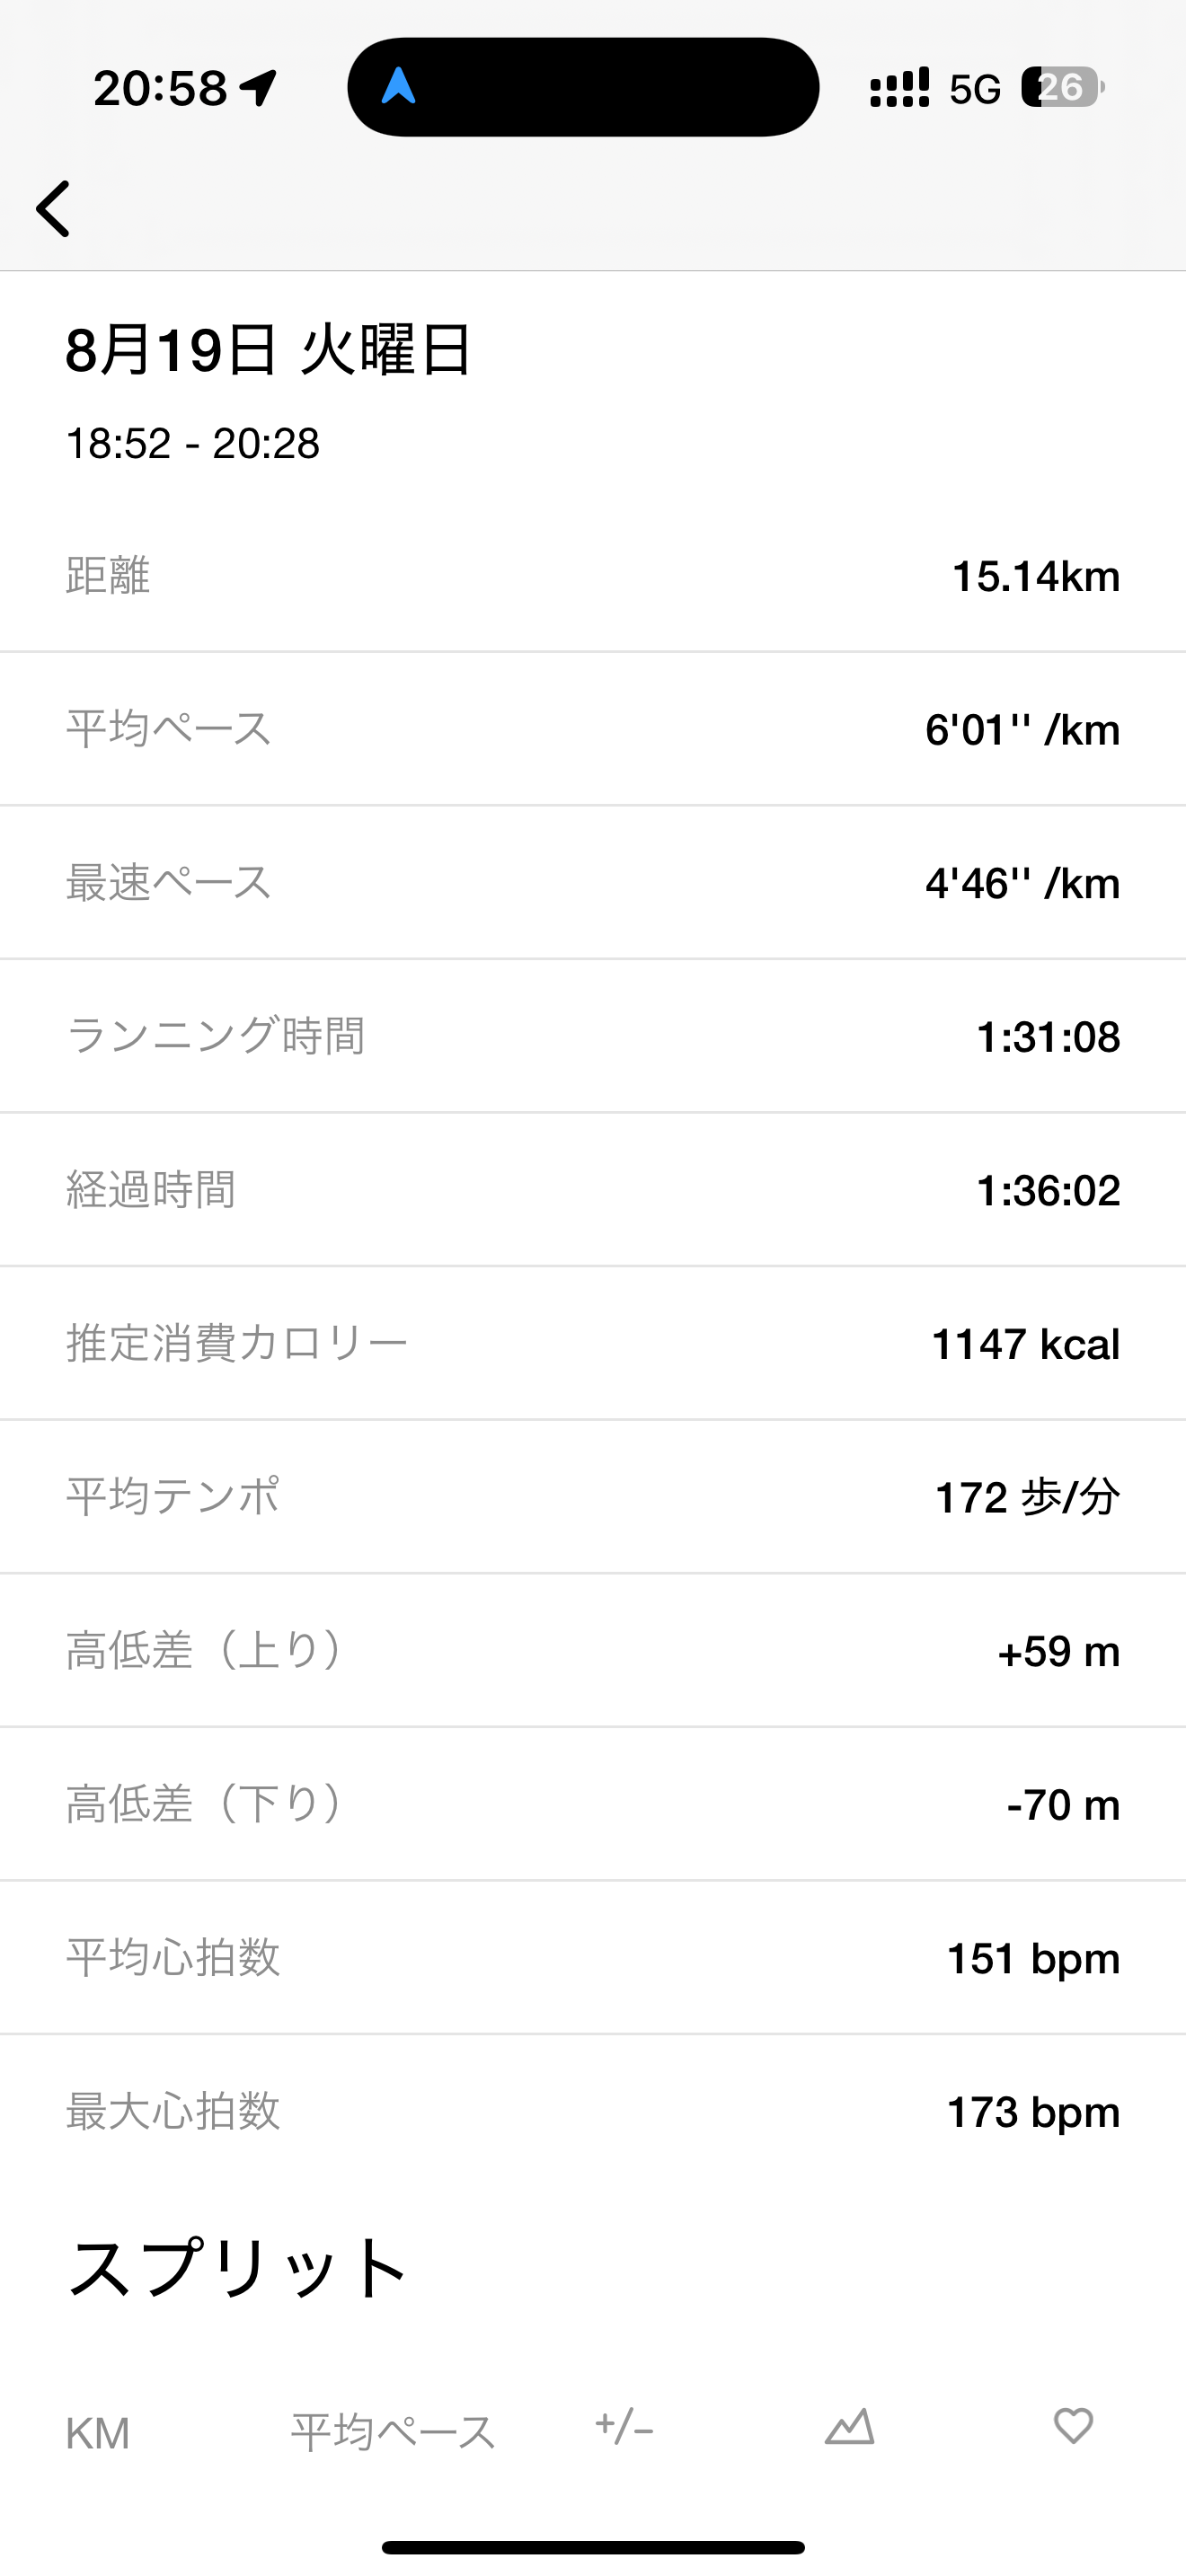 20:58
5G
26
8月19日 火曜日
18:52 - 20:28
距離 15.14km
平均ペース 6'01'' /km
最速ペース 4'46'' /km
ランニング時間 1:31:08
経過時間 1:36:02
推定消費カロリー 1147 kcal
平均テンポ 172 歩/分
高低差（上り） +59 m
高低差（下り） -70 m
平均心拍数 151 bpm
最大心拍数 173 bpm
スプリット
KM 平均ペース +/-